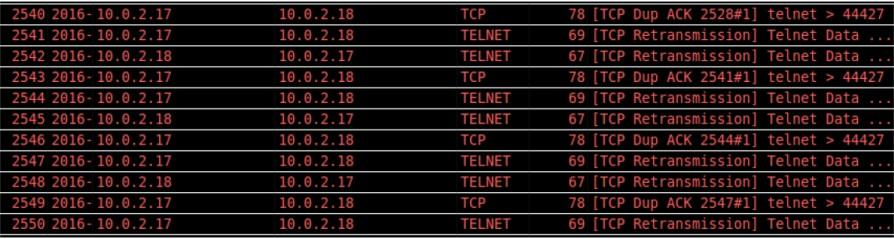 2540 2016- 10.0.2.17 10.0.2.18 TCP 78 [TCP Dup ACK 2528#1] telnet > 44427
2541 2016- 10.0.2.17 10.0.2.18 TELNET 69 [TCP Retransmission] Telnet Data ...
2542 2016- 10.0.2.18 10.0.2.17 TELNET 67 [TCP Retransmission] Telnet Data ...
2543 2016- 10.0.2.17 10.0.2.18 TCP 78 [TCP Dup ACK 2541#1] telnet > 44427
2544 2016- 10.0.2.17 10.0.2.18 TELNET 69 [TCP Retransmission] Telnet Data ...
2545 2016- 10.0.2.18 10.0.2.17 TELNET 67 [TCP Retransmission] Telnet Data ...
2546 2016- 10.0.2.17 10.0.2.18 TCP 78 [TCP Dup ACK 2544#1] telnet > 44427
2547 2016- 10.0.2.17 10.0.2.18 TELNET 69 [TCP Retransmission] Telnet Data ...
2548 2016- 10.0.2.18 10.0.2.17 TELNET 67 [TCP Retransmission] Telnet Data ...
2549 2016- 10.0.2.17 10.0.2.18 TCP 78 [TCP Dup ACK 2547#1] telnet > 44427
2550 2016- 10.0.2.17 10.0.2.18 TELNET 69 [TCP Retransmission] Telnet Data ...